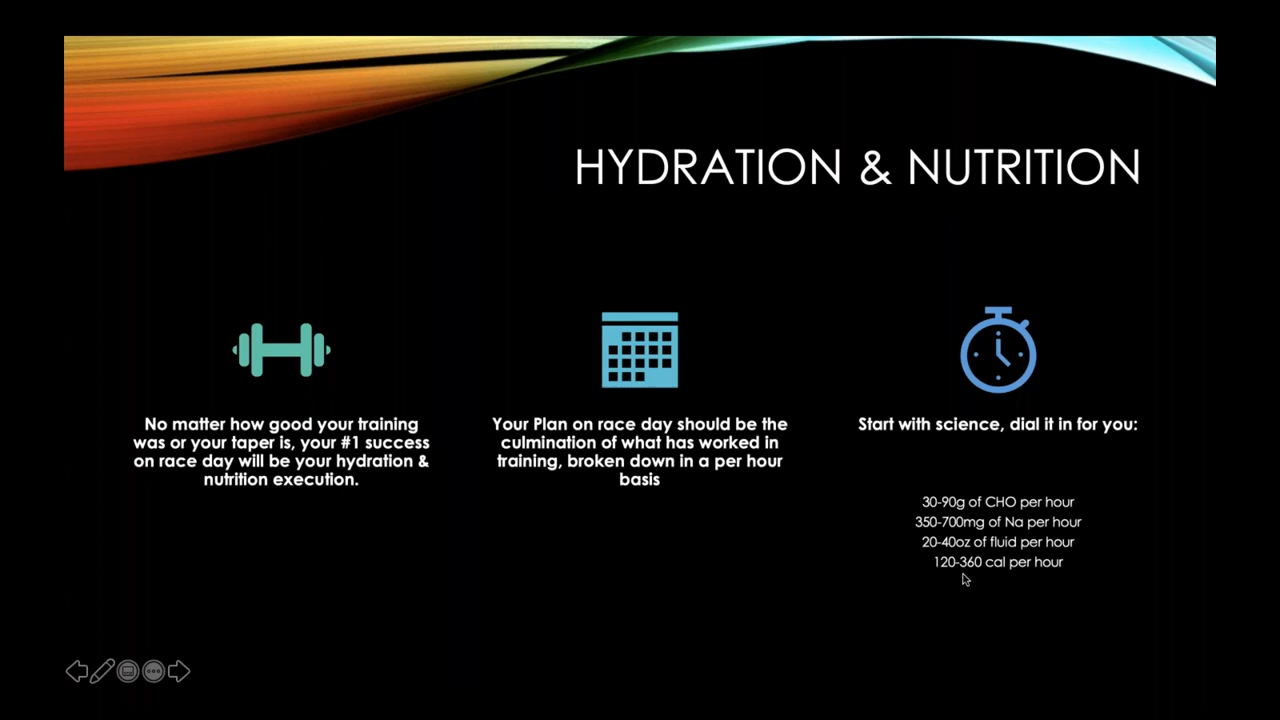 HYDRATION & NUTRITION
No matter how good your training
was or your taper is, your #1 success
on race day will be your hydration &
nutrition execution.
Your Plan on race day should be the
culmination of what has worked in
training, broken down in a per hour
basis
Start with science, dial it in for you:
30-90g of CHO per hour
350-700mg of Na per hour
20-40oz of fluid per hour
120-360 cal per hour